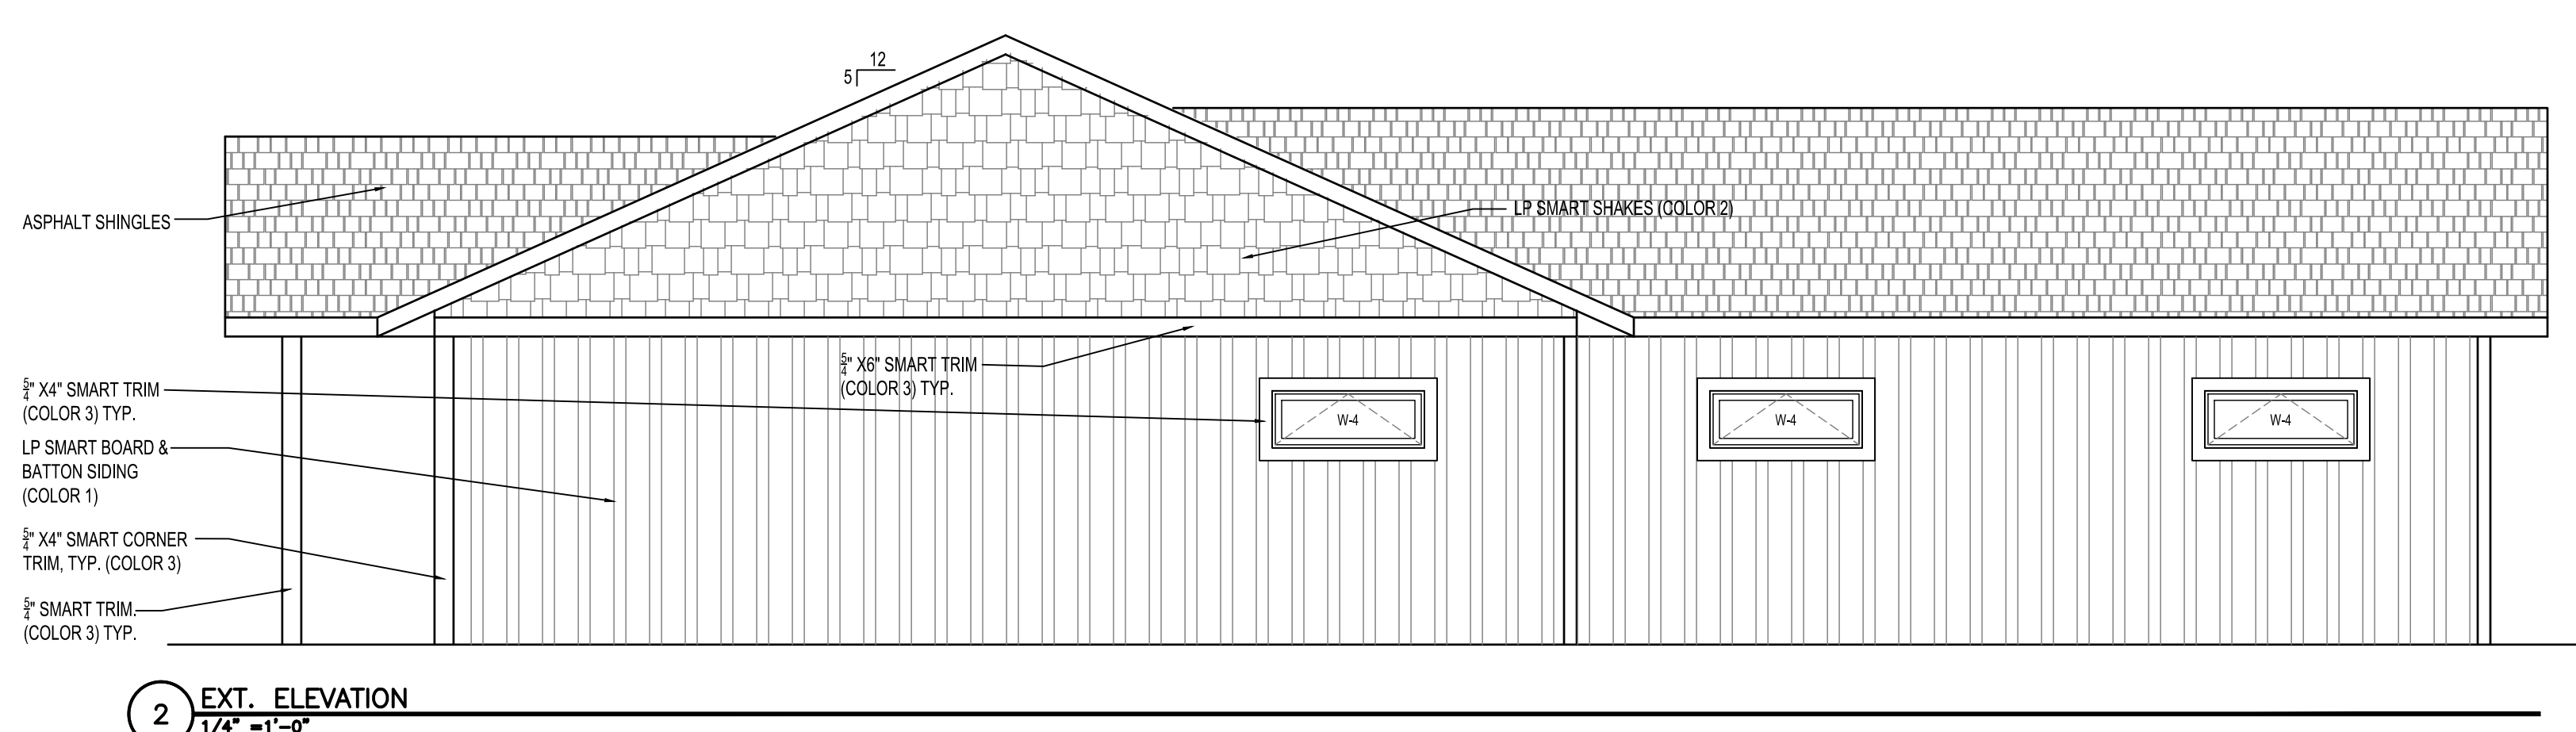 12
5
ASPHALT SHINGLES
LP SMART SHAKES (COLOR 2)
5/4" X6" SMART TRIM
(COLOR 3) TYP.
5/4" X4" SMART TRIM
(COLOR 3) TYP.
W-4
W-4
W-4
LP SMART BOARD &
BATTON SIDING
(COLOR 1)
5/4" X4" SMART CORNER
TRIM, TYP. (COLOR 3)
5/4" SMART TRIM.
(COLOR 3) TYP.
2
EXT. ELEVATION
1/4" =1'-0"